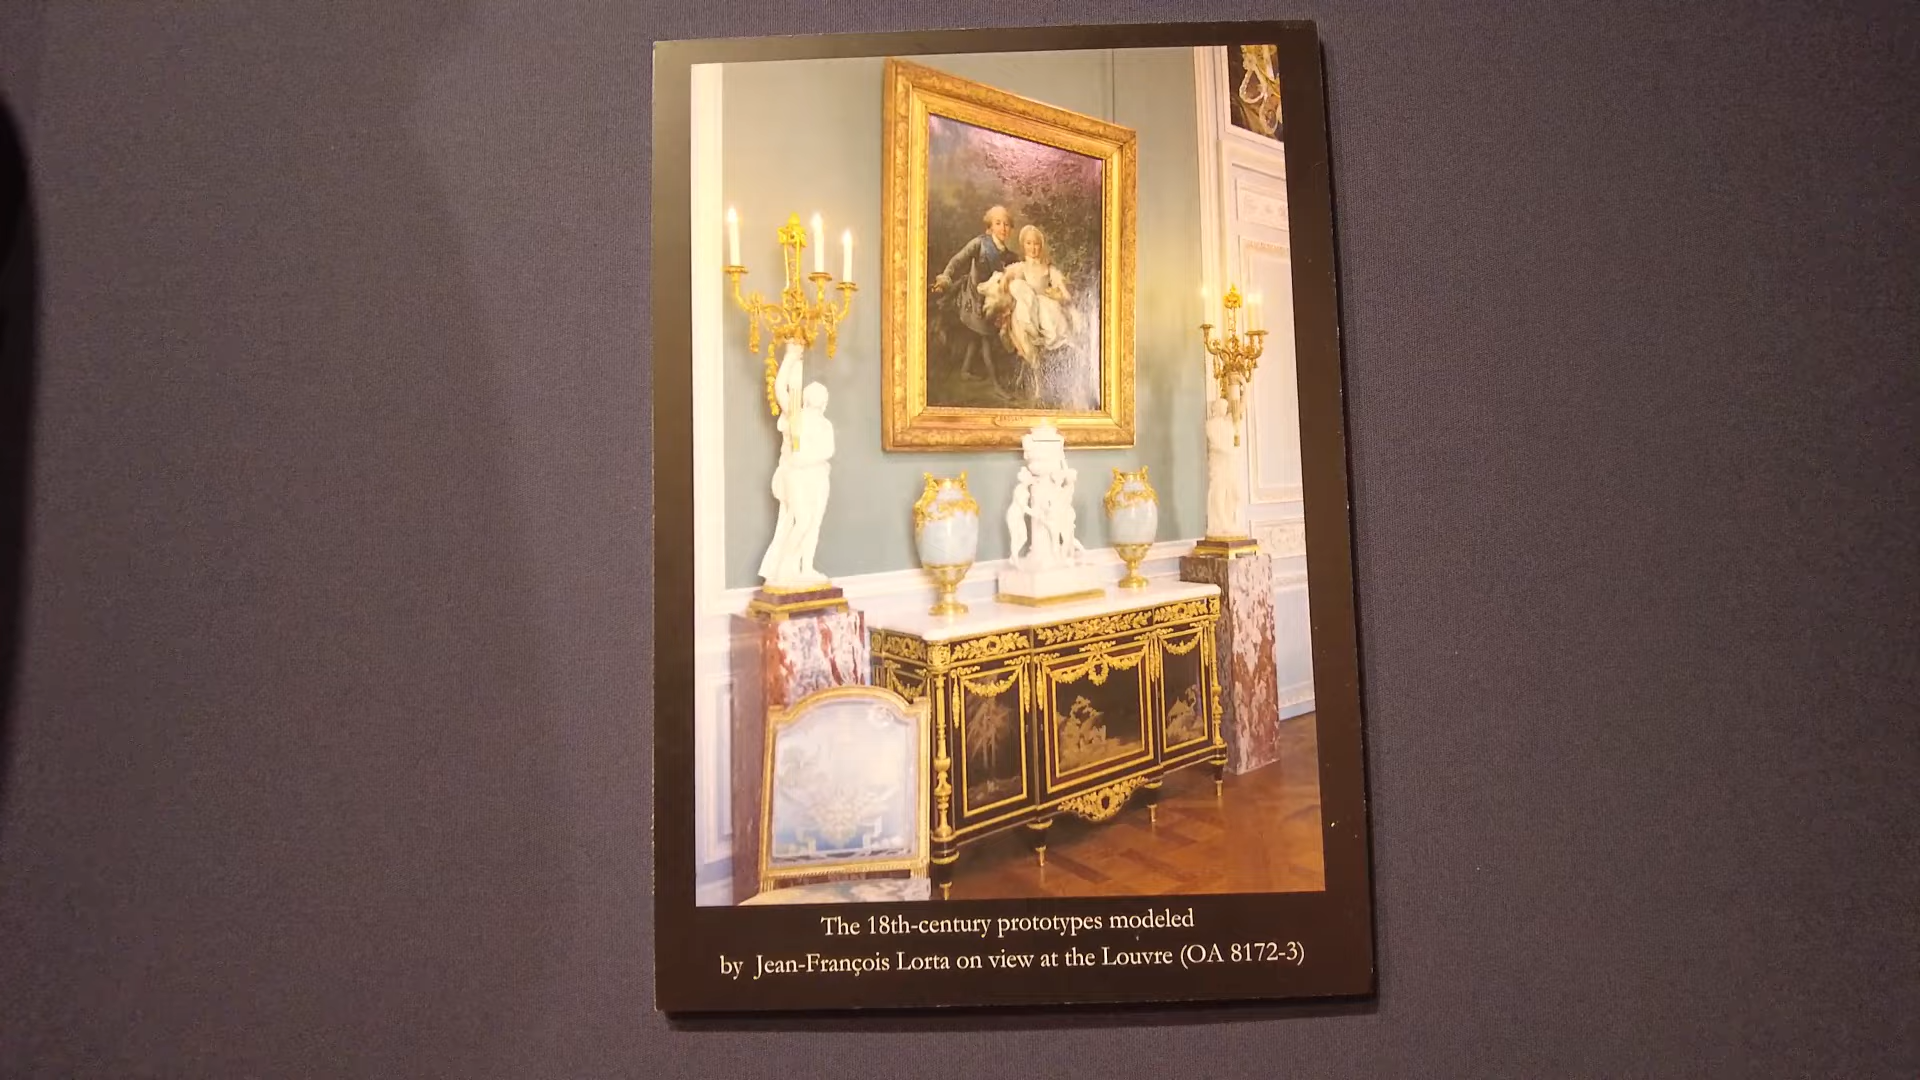 The 18th-century prototypes modeled
by Jean-François Lorta on view at the Louvre (OA 8172-3)